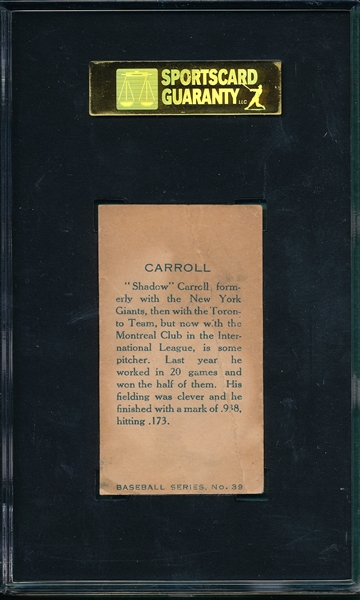 SPORTSCARD
GUARANTY LLC
CARROLL
"Shadow" Carroll, form-
erly with the New York
Giants, then with the Toron-
to Team, but now with the
Montreal Club in the Inter-
national League, is some
pitcher. Last year he
worked in 20 games and
won the half of them. His
fielding was clever and he
finished with a mark of .938,
hitting .173.
BASEBALL SERIES, No. 39